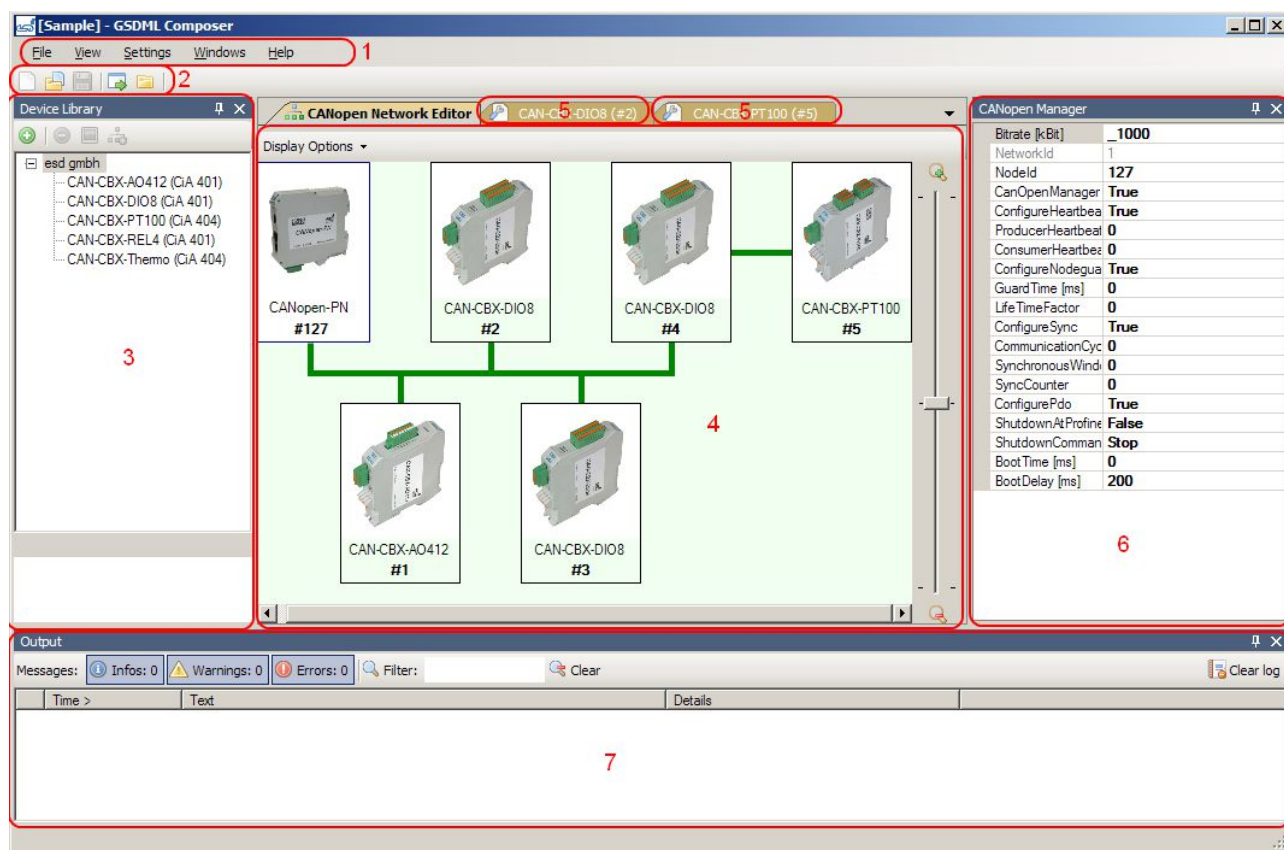 [Sample] - GSDML Composer
File View Settings Windows Help 1
2
Device Library
esd gmbh
CAN-CBX-AO412 (CiA 401)
CAN-CBX-DIO8 (CiA 401)
CAN-CBX-PT100 (CiA 404)
CAN-CBX-REL4 (CiA 401)
CAN-CBX-Thermo (CiA 404)
3
CANopen Network Editor
CAN-CBX-DIO8 (#2)
5
CAN-CBX-PT100 (#5)
5
Display Options
CANopen-PN
#127
CAN-CBX-DIO8
#2
CAN-CBX-DIO8
#4
CAN-CBX-PT100
#5
4
CAN-CBX-AO412
#1
CAN-CBX-DIO8
#3
CANopen Manager
Bitrate [kBit] _1000
NetworkId 1
NodeId 127
CanOpenManager True
ConfigureHeartbea True
ProducerHeartbeat 0
ConsumerHeartbea 0
ConfigureNodegua True
GuardTime [ms] 0
LifeTimeFactor 0
ConfigureSync True
CommunicationCyc 0
SynchronousWind 0
SyncCounter 0
ConfigurePdo True
ShutdownAtProfine False
ShutdownComman Stop
BootTime [ms] 0
BootDelay [ms] 200
6
Output
Messages: Infos: 0 Warnings: 0 Errors: 0 Filter: Clear Clear log
Time > Text Details
7